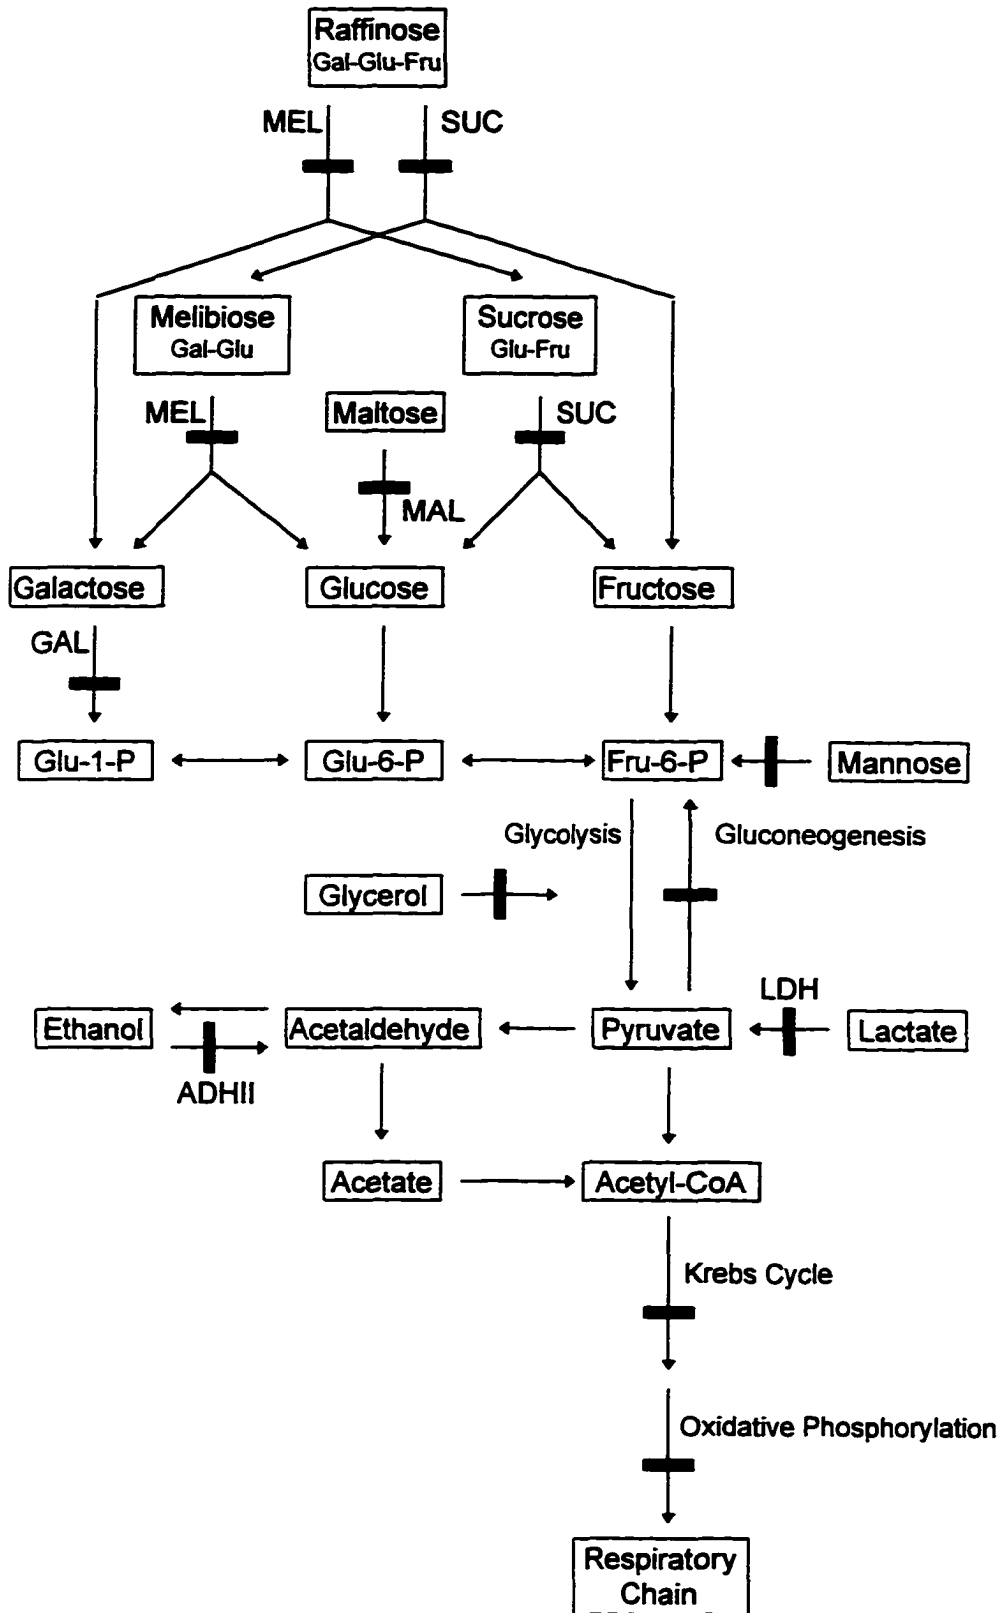 Raffinose
Gal-Glu-Fru
MEL
SUC
Melibiose
Gal-Glu
Sucrose
Glu-Fru
MEL
Maltose
SUC
MAL
Galactose
Glucose
Fructose
GAL
Glu-1-P
Glu-6-P
Fru-6-P
Mannose
Glycolysis
Gluconeogenesis
Glycerol
LDH
Ethanol
Acetaldehyde
Pyruvate
Lactate
ADHII
Acetate
Acetyl-CoA
Krebs Cycle
Oxidative Phosphorylation
Respiratory
Chain